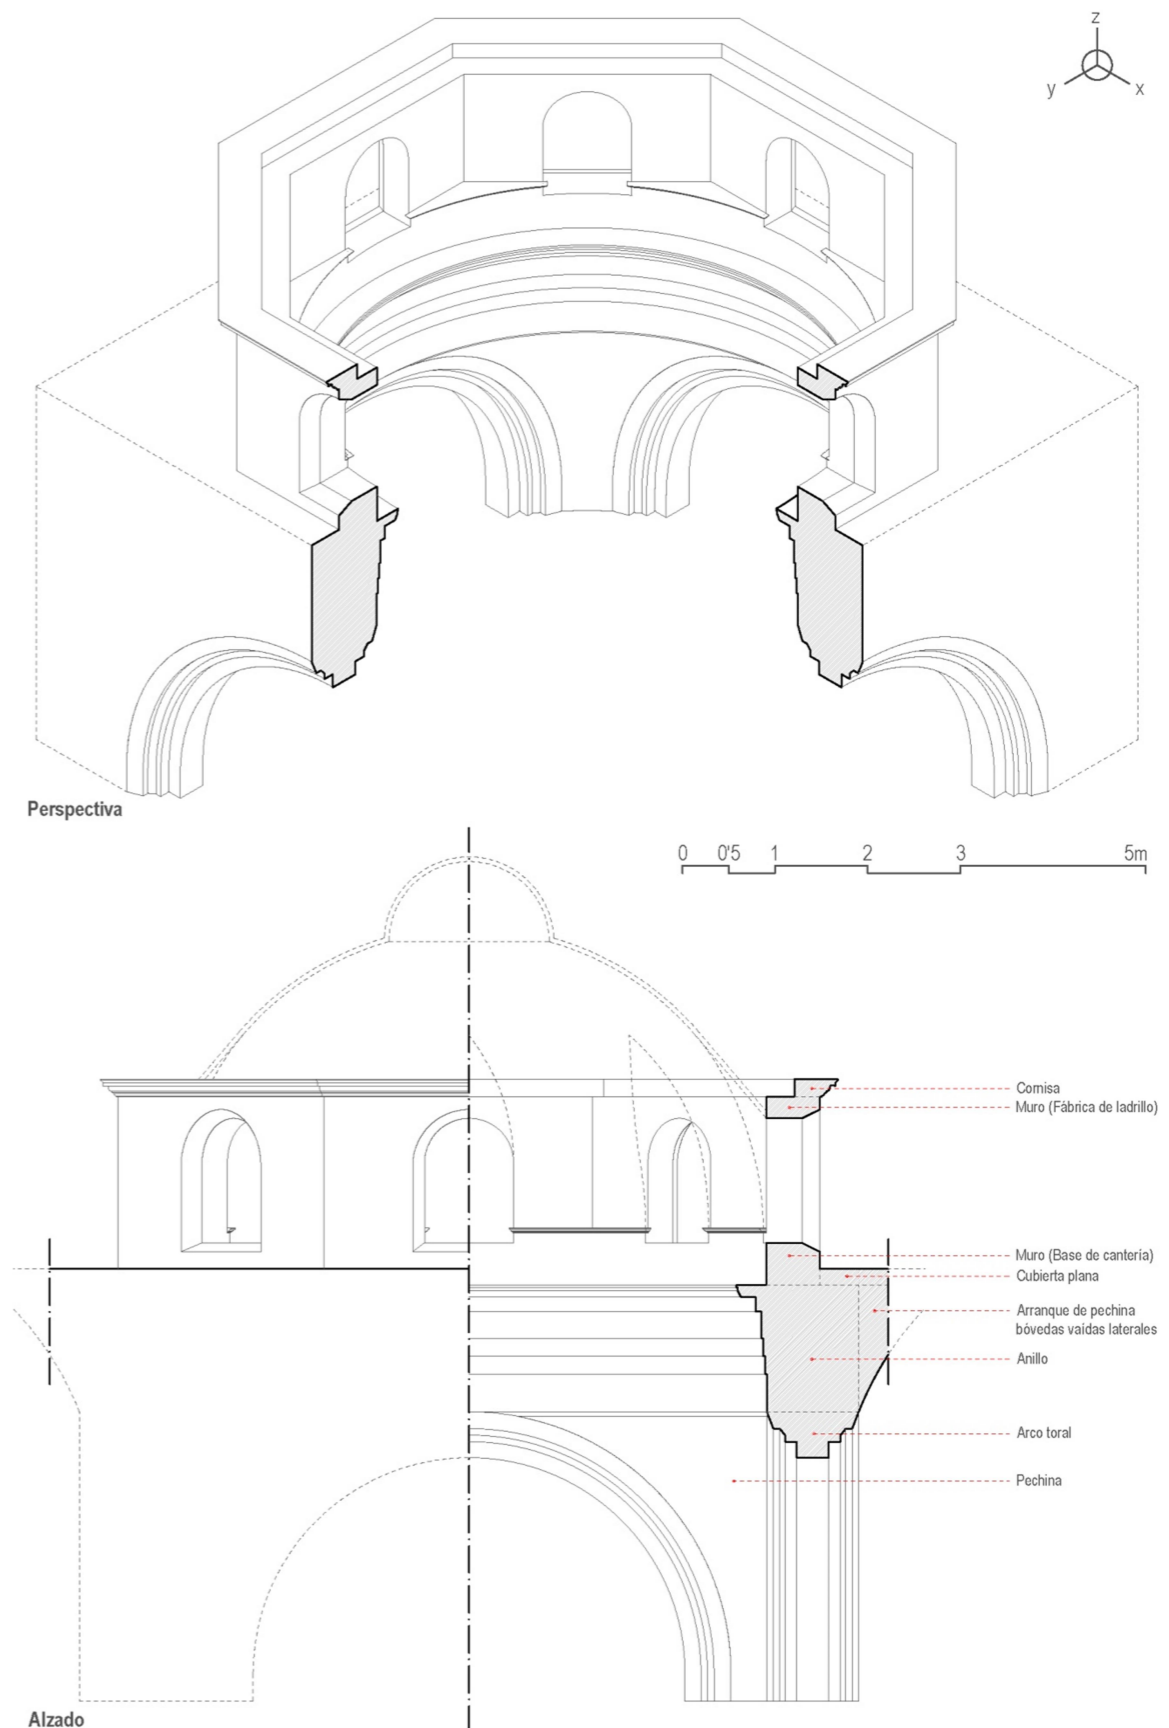 z
y
x
Perspectiva
0 0'5 1 2 3 5m
Cornisa
Muro (Fábrica de ladrillo)
Muro (Base de cantería)
Cubierta plana
Arranque de pechina
bóvedas vaídas laterales
Anillo
Arco toral
Pechina
Alzado